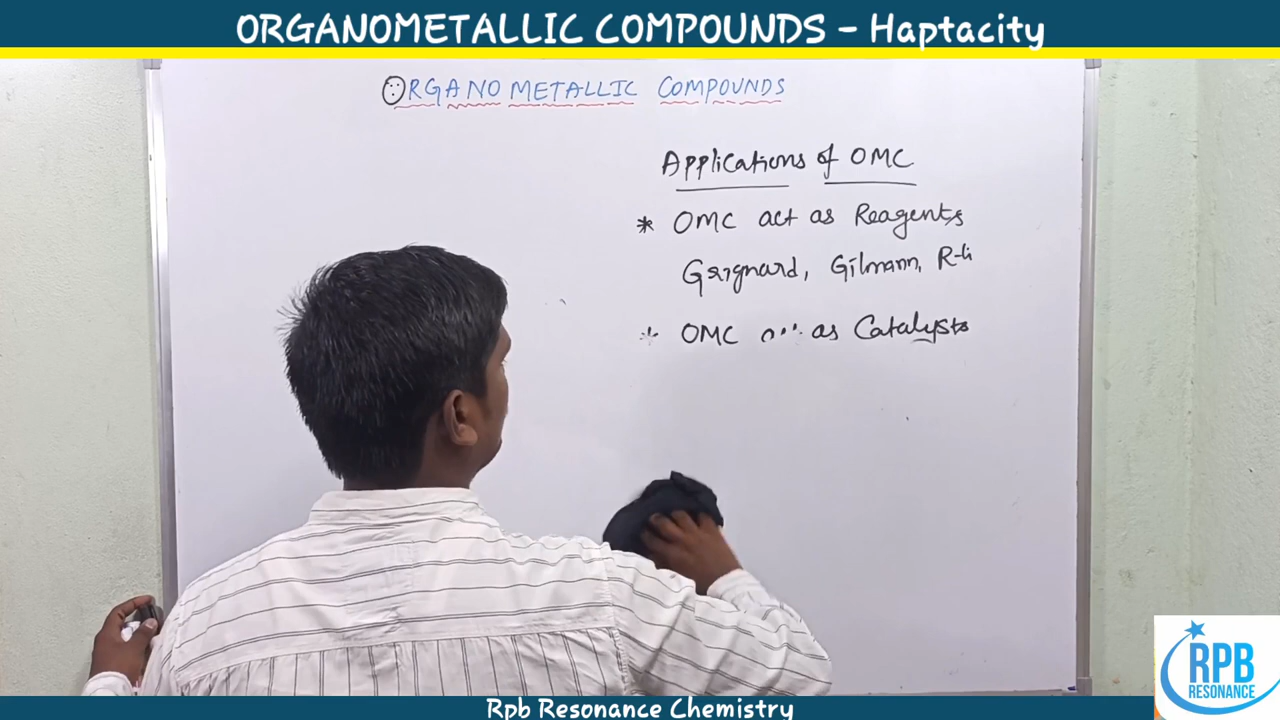 ORGANOMETALLIC COMPOUNDS – Haptacity
ORGANO METALLIC COMPOUNDS
Applications of OMC
* OMC act as Reagents
Grignard, Gilmann, R-Li
* OMC as Catalysts
RPB
RESONANCE
Rpb Resonance Chemistry